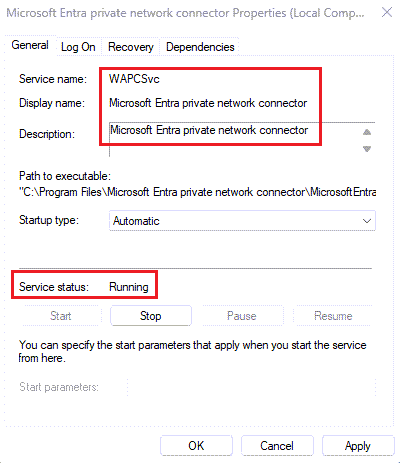 Microsoft Entra private network connector Properties (Local Comp...
General Log On Recovery Dependencies
Service name: WAPCSvc
Display name: Microsoft Entra private network connector
Description: Microsoft Entra private network connector
Path to executable:
"C:\Program Files\Microsoft Entra private network connector\MicrosoftEntra
Startup type: Automatic
Service status: Running
Start Stop Pause Resume
You can specify the start parameters that apply when you start the service
from here.
Start parameters:
OK Cancel Apply